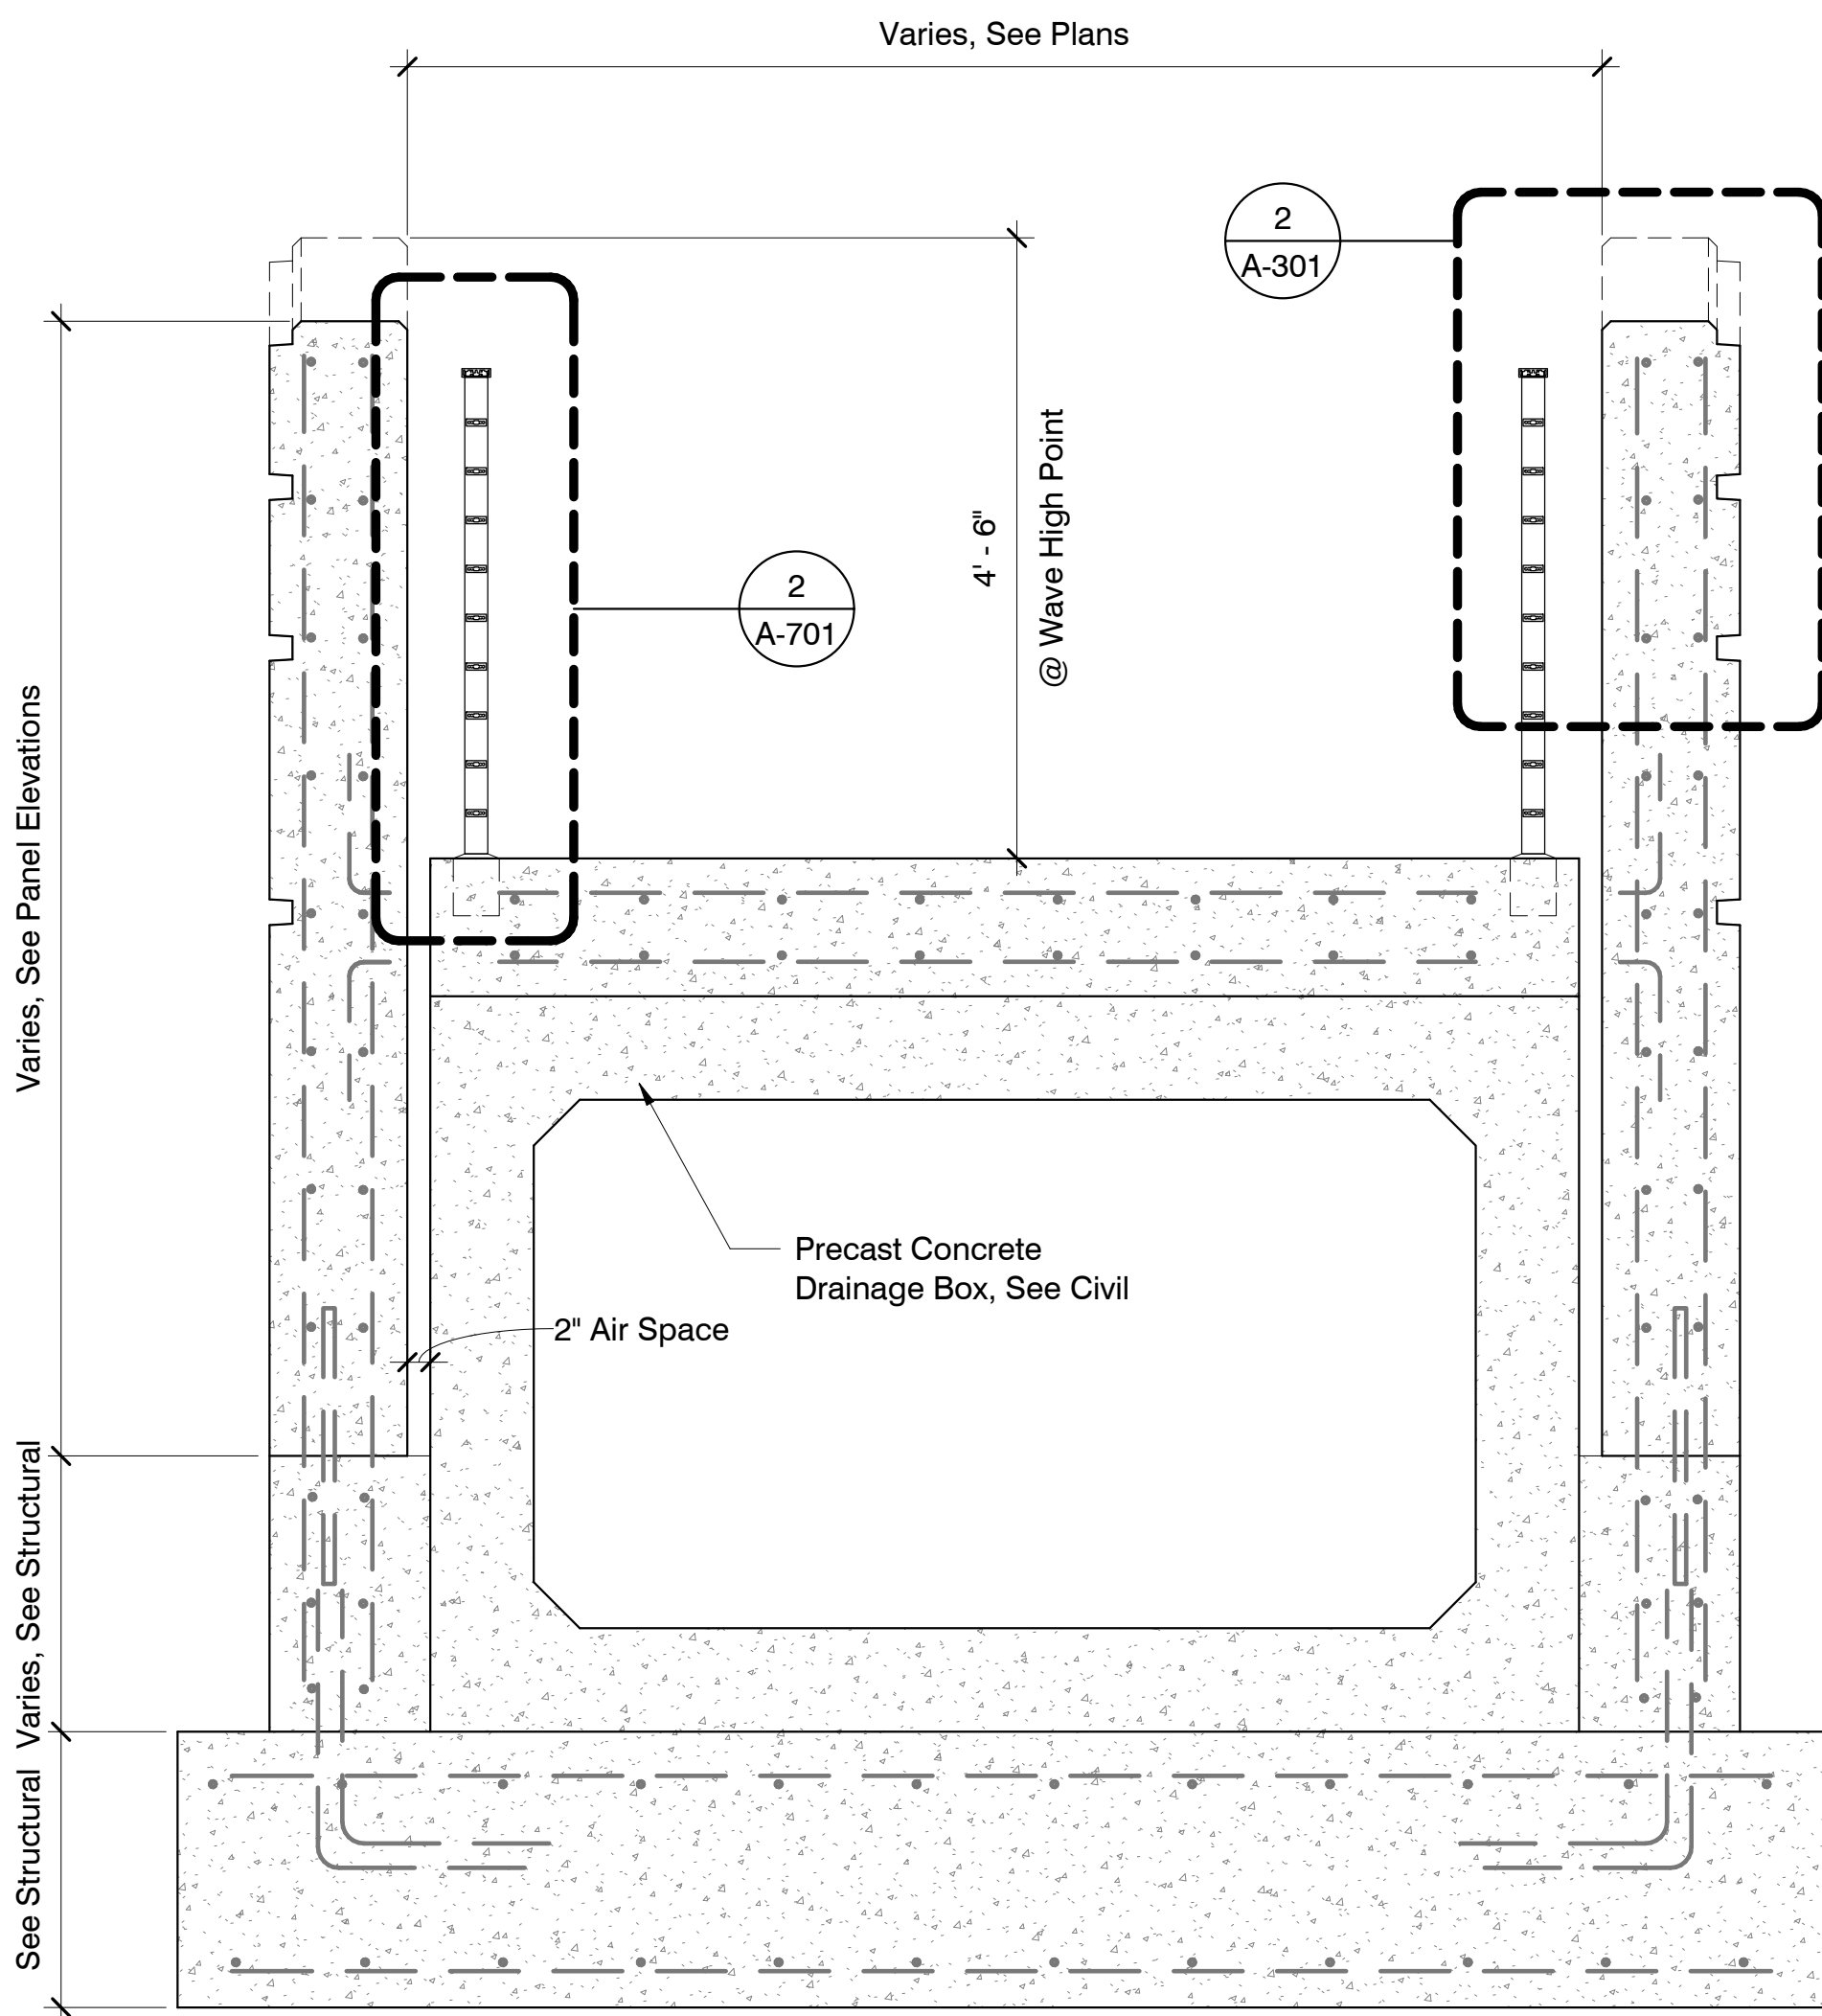 Varies, See Plans
2
A-301
4' - 6"
@ Wave High Point
2
A-701
Varies, See Panel Elevations
Precast Concrete
Drainage Box, See Civil
2" Air Space
Varies, See Structural
See Structural